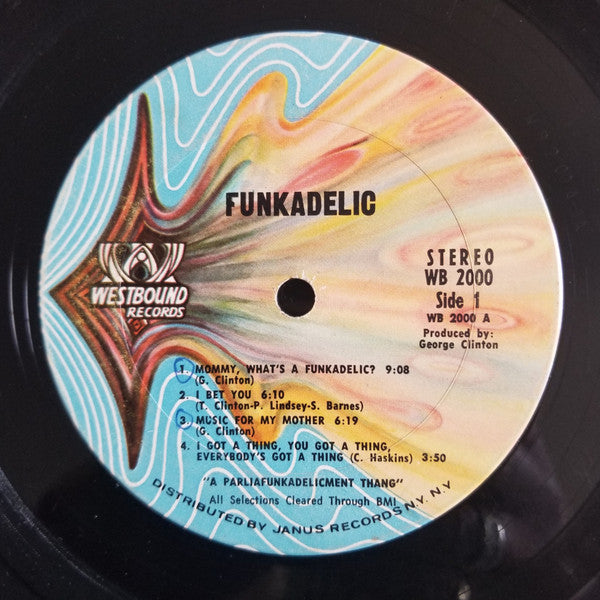 FUNKADELIC
STEREO
WB 2000
Side 1
WB 2000 A
Produced by:
George Clinton
WESTBOUND
RECORDS
1. MOMMY, WHAT'S A FUNKADELIC? 9:08
(G. Clinton)
2. I BET YOU 6:10
(T. Clinton-P. Lindsey-S. Barnes)
3. MUSIC FOR MY MOTHER 6:19
(G. Clinton)
4. I GOT A THING, YOU GOT A THING,
EVERYBODY'S GOT A THING (C. Haskins) 3:50
"A PARLIAFUNKADELICMENT THANG"
All Selections Cleared Through BMI
DISTRIBUTED BY JANUS RECORDS N.Y. N.Y